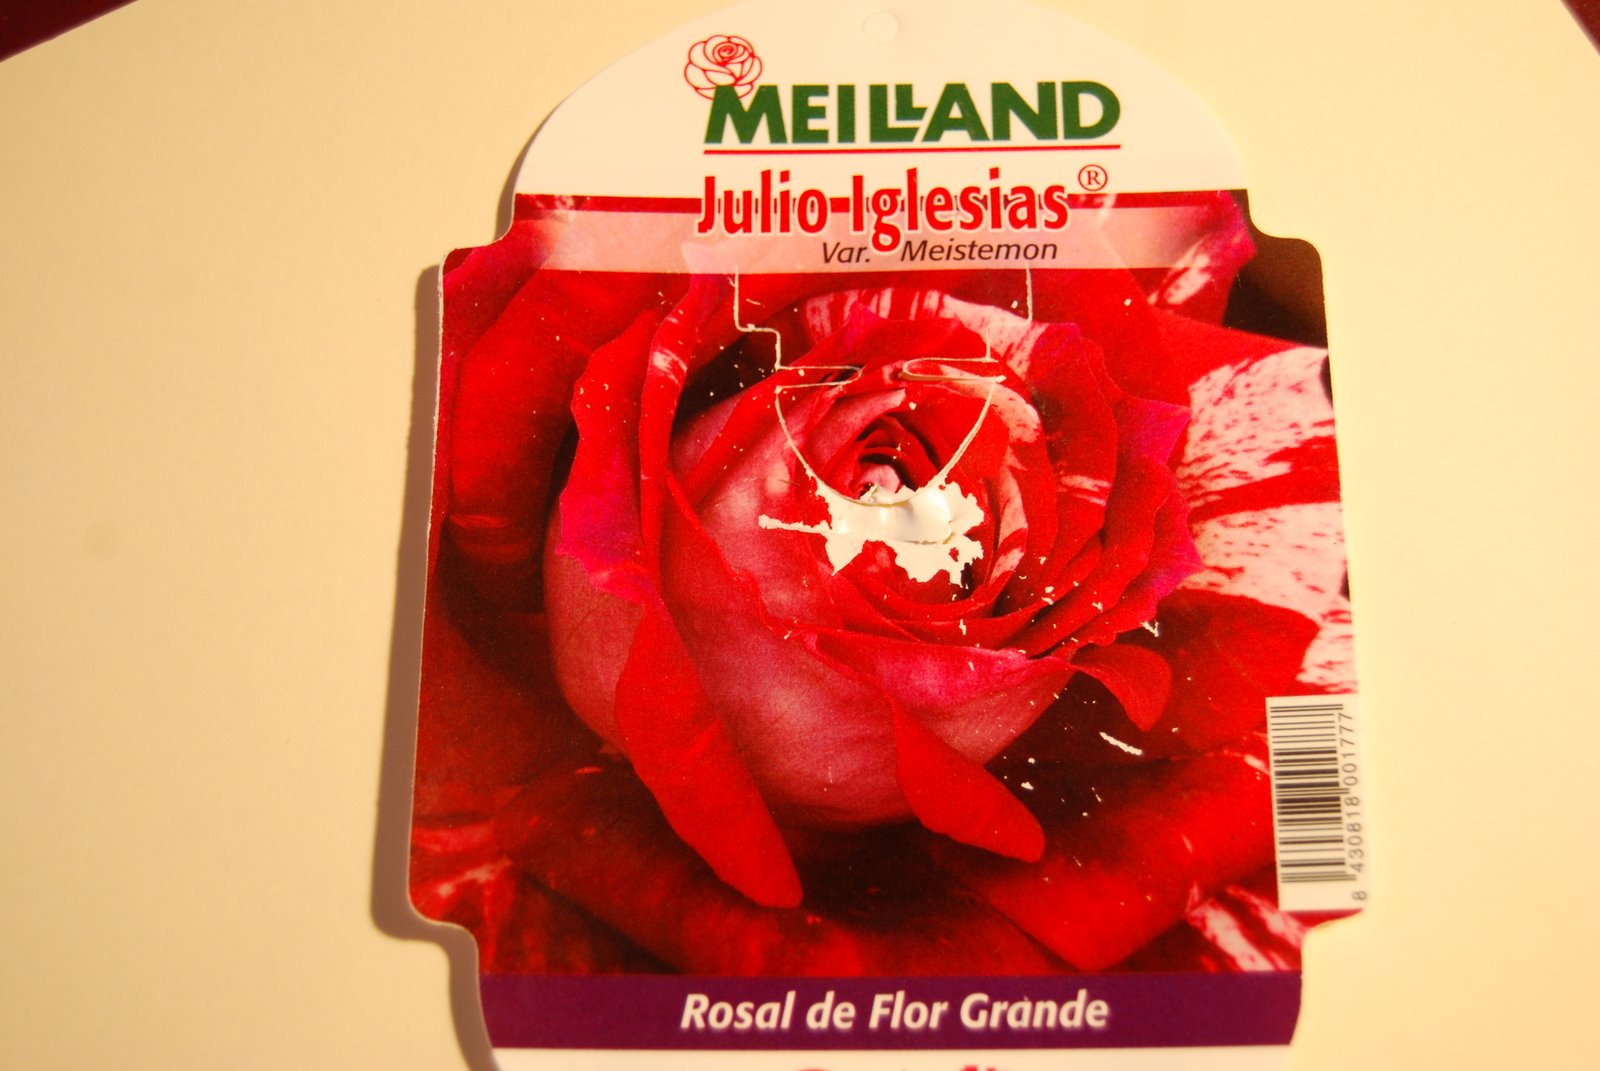 MEILLAND
Julio Iglesias®
Var. Meistemon
8 430818 001777
Rosal de Flor Grande